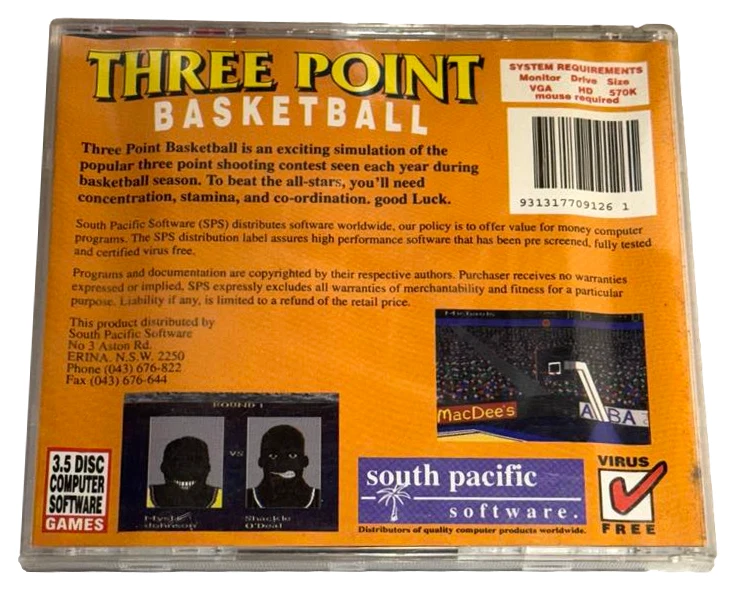 THREE POINT
BASKETBALL
SYSTEM REQUIREMENTS
Monitor Drive Size
VGA HD 570K
mouse required
931317709126 1
Three Point Basketball is an exciting simulation of the
popular three point shooting contest seen each year during
basketball season. To beat the all-stars, you'll need
concentration, stamina, and co-ordination. good Luck.
South Pacific Software (SPS) distributes software worldwide, our policy is to offer value for money computer
programs. The SPS distribution label assures high performance software that has been pre screened, fully tested
and certified virus free.
Programs and documentation are copyrighted by their respective authors. Purchaser receives no warranties
expressed or implied, SPS expressly excludes all warranties of merchantability and fitness for a particular
purpose. Liability if any, is limited to a refund of the retail price.
This product distributed by
South Pacific Software
No 3 Aston Rd.
ERINA. N.S.W. 2250
Phone (043) 676-822
Fax (043) 676-644
MacDee's
ABA
ROUND 1
VS
Johnson
Shackle
O'Deal
3.5 DISC
COMPUTER
SOFTWARE
GAMES
south pacific
software.
Distributors of quality computer products worldwide.
VIRUS
FREE